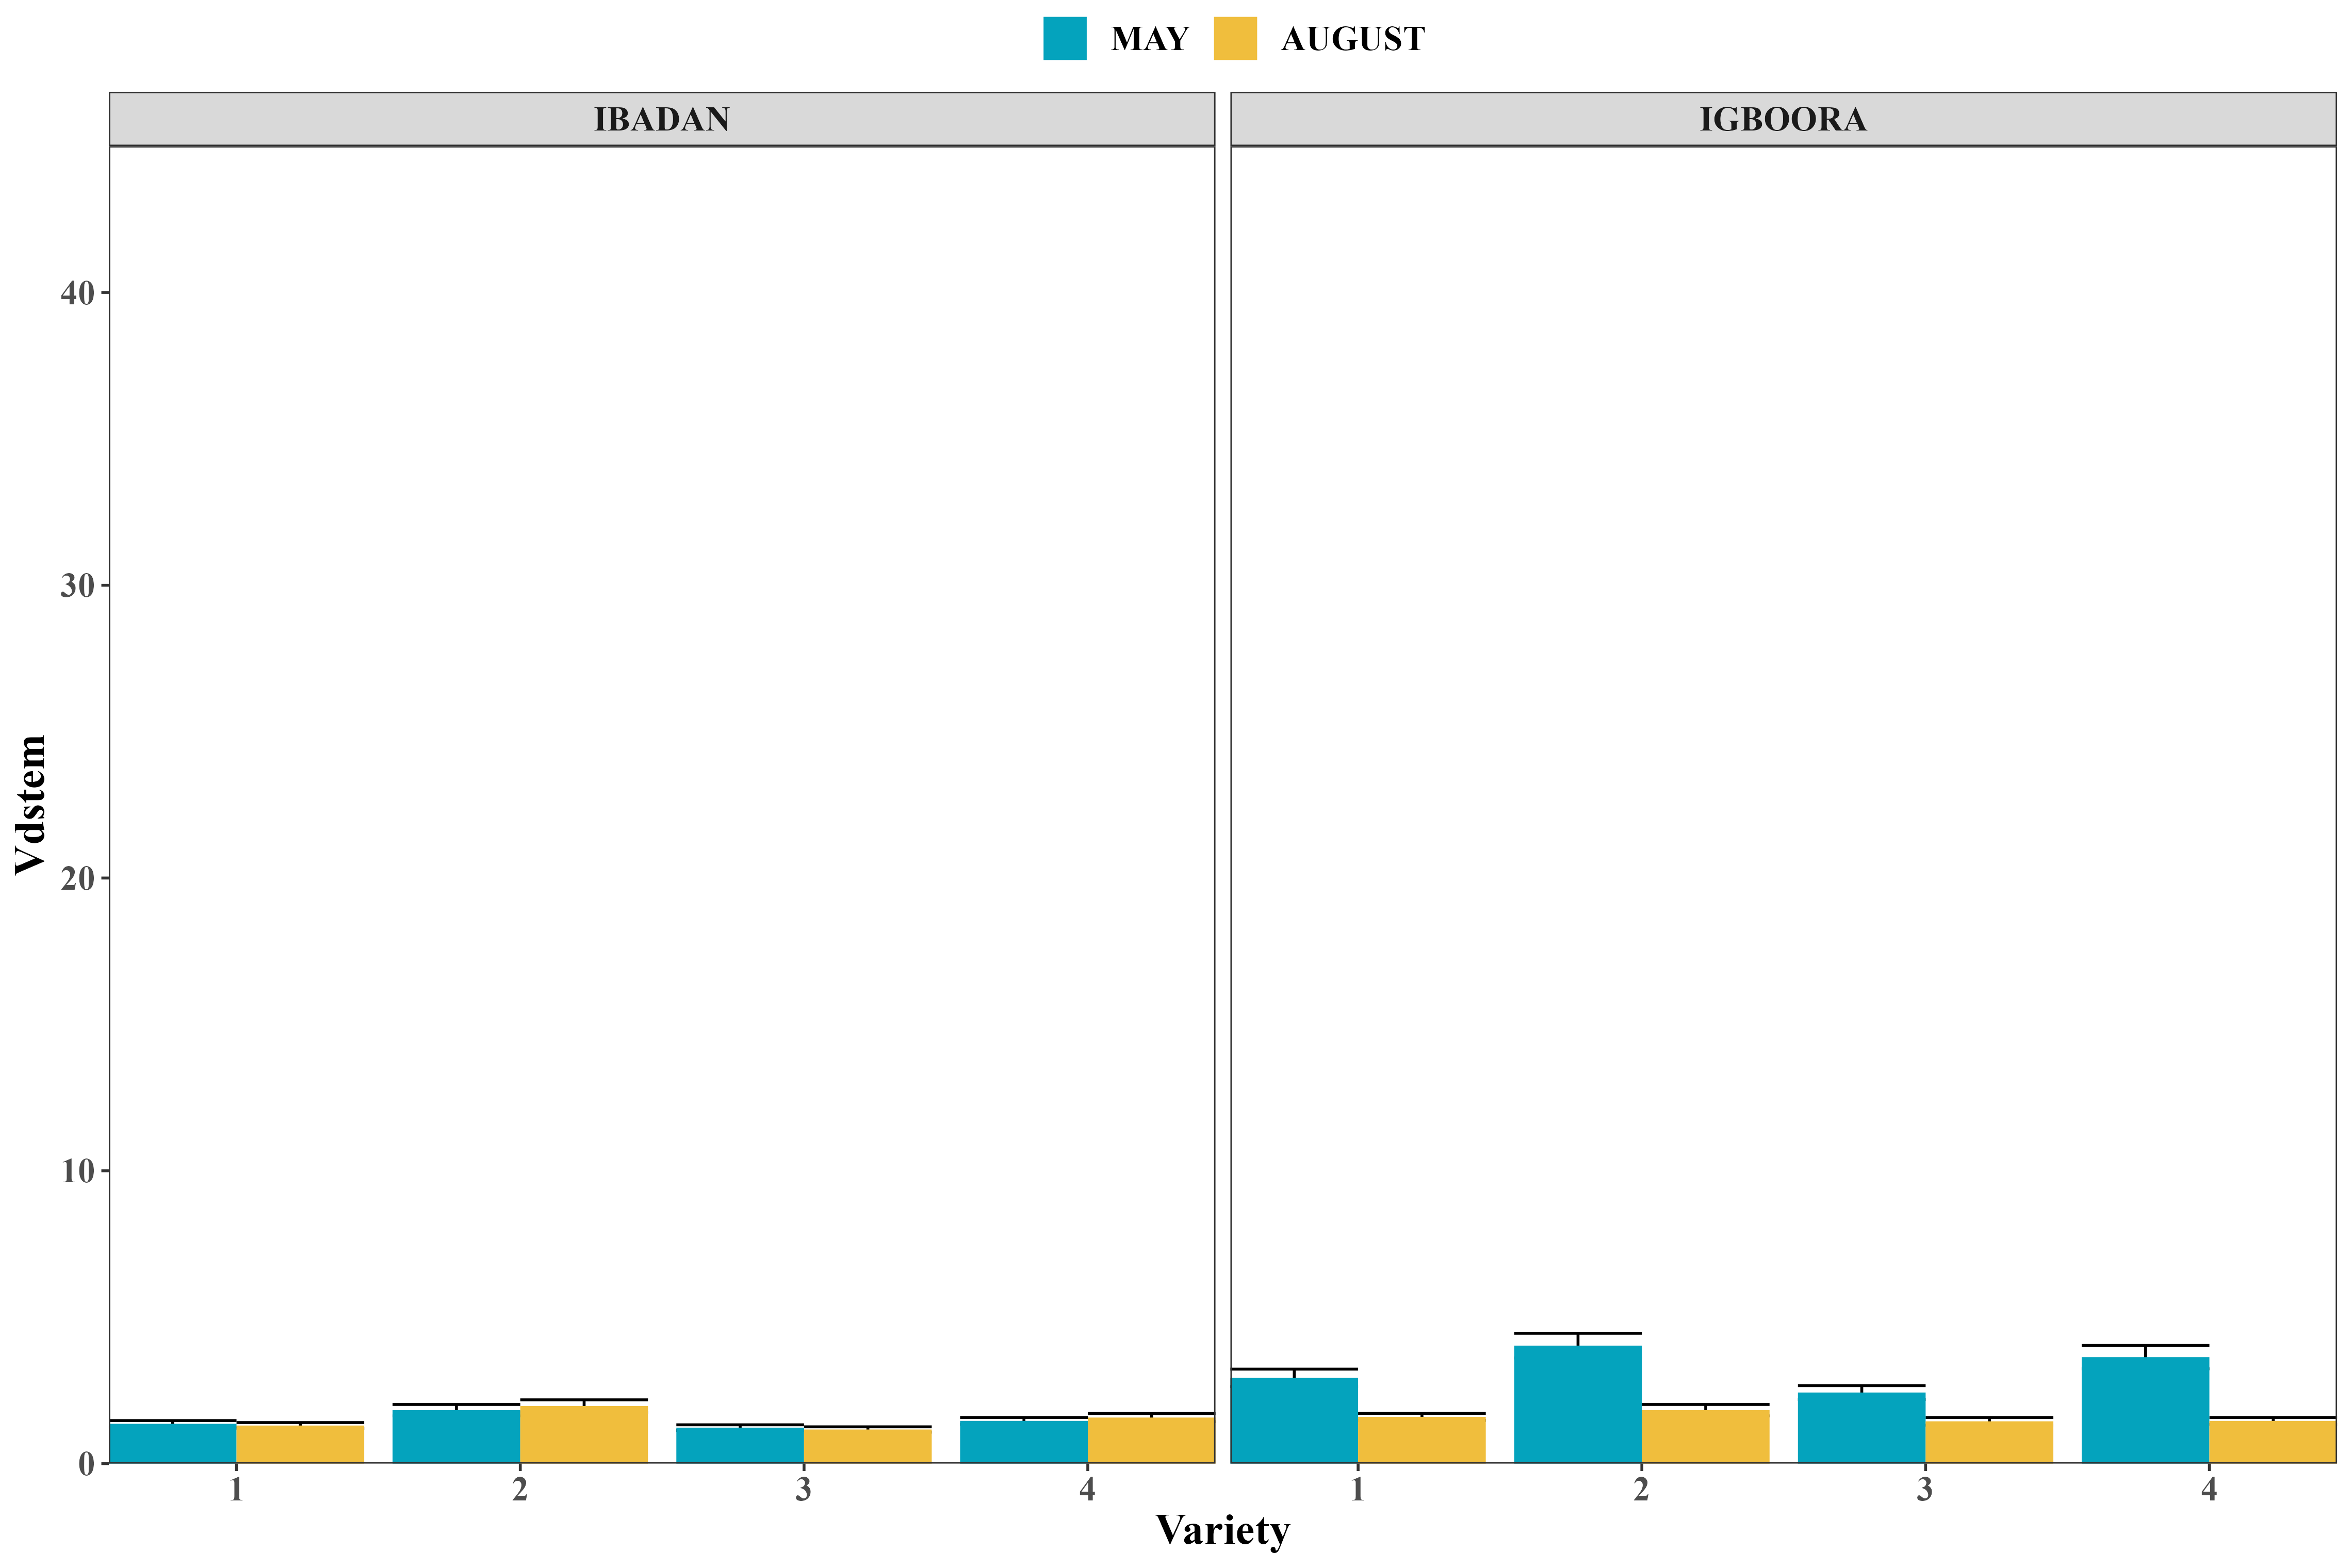 MAY AUGUST
IBADAN IGBOORA
Vdstem
40
30
20
10
0
1 2 3 4 1 2 3 4
Variety